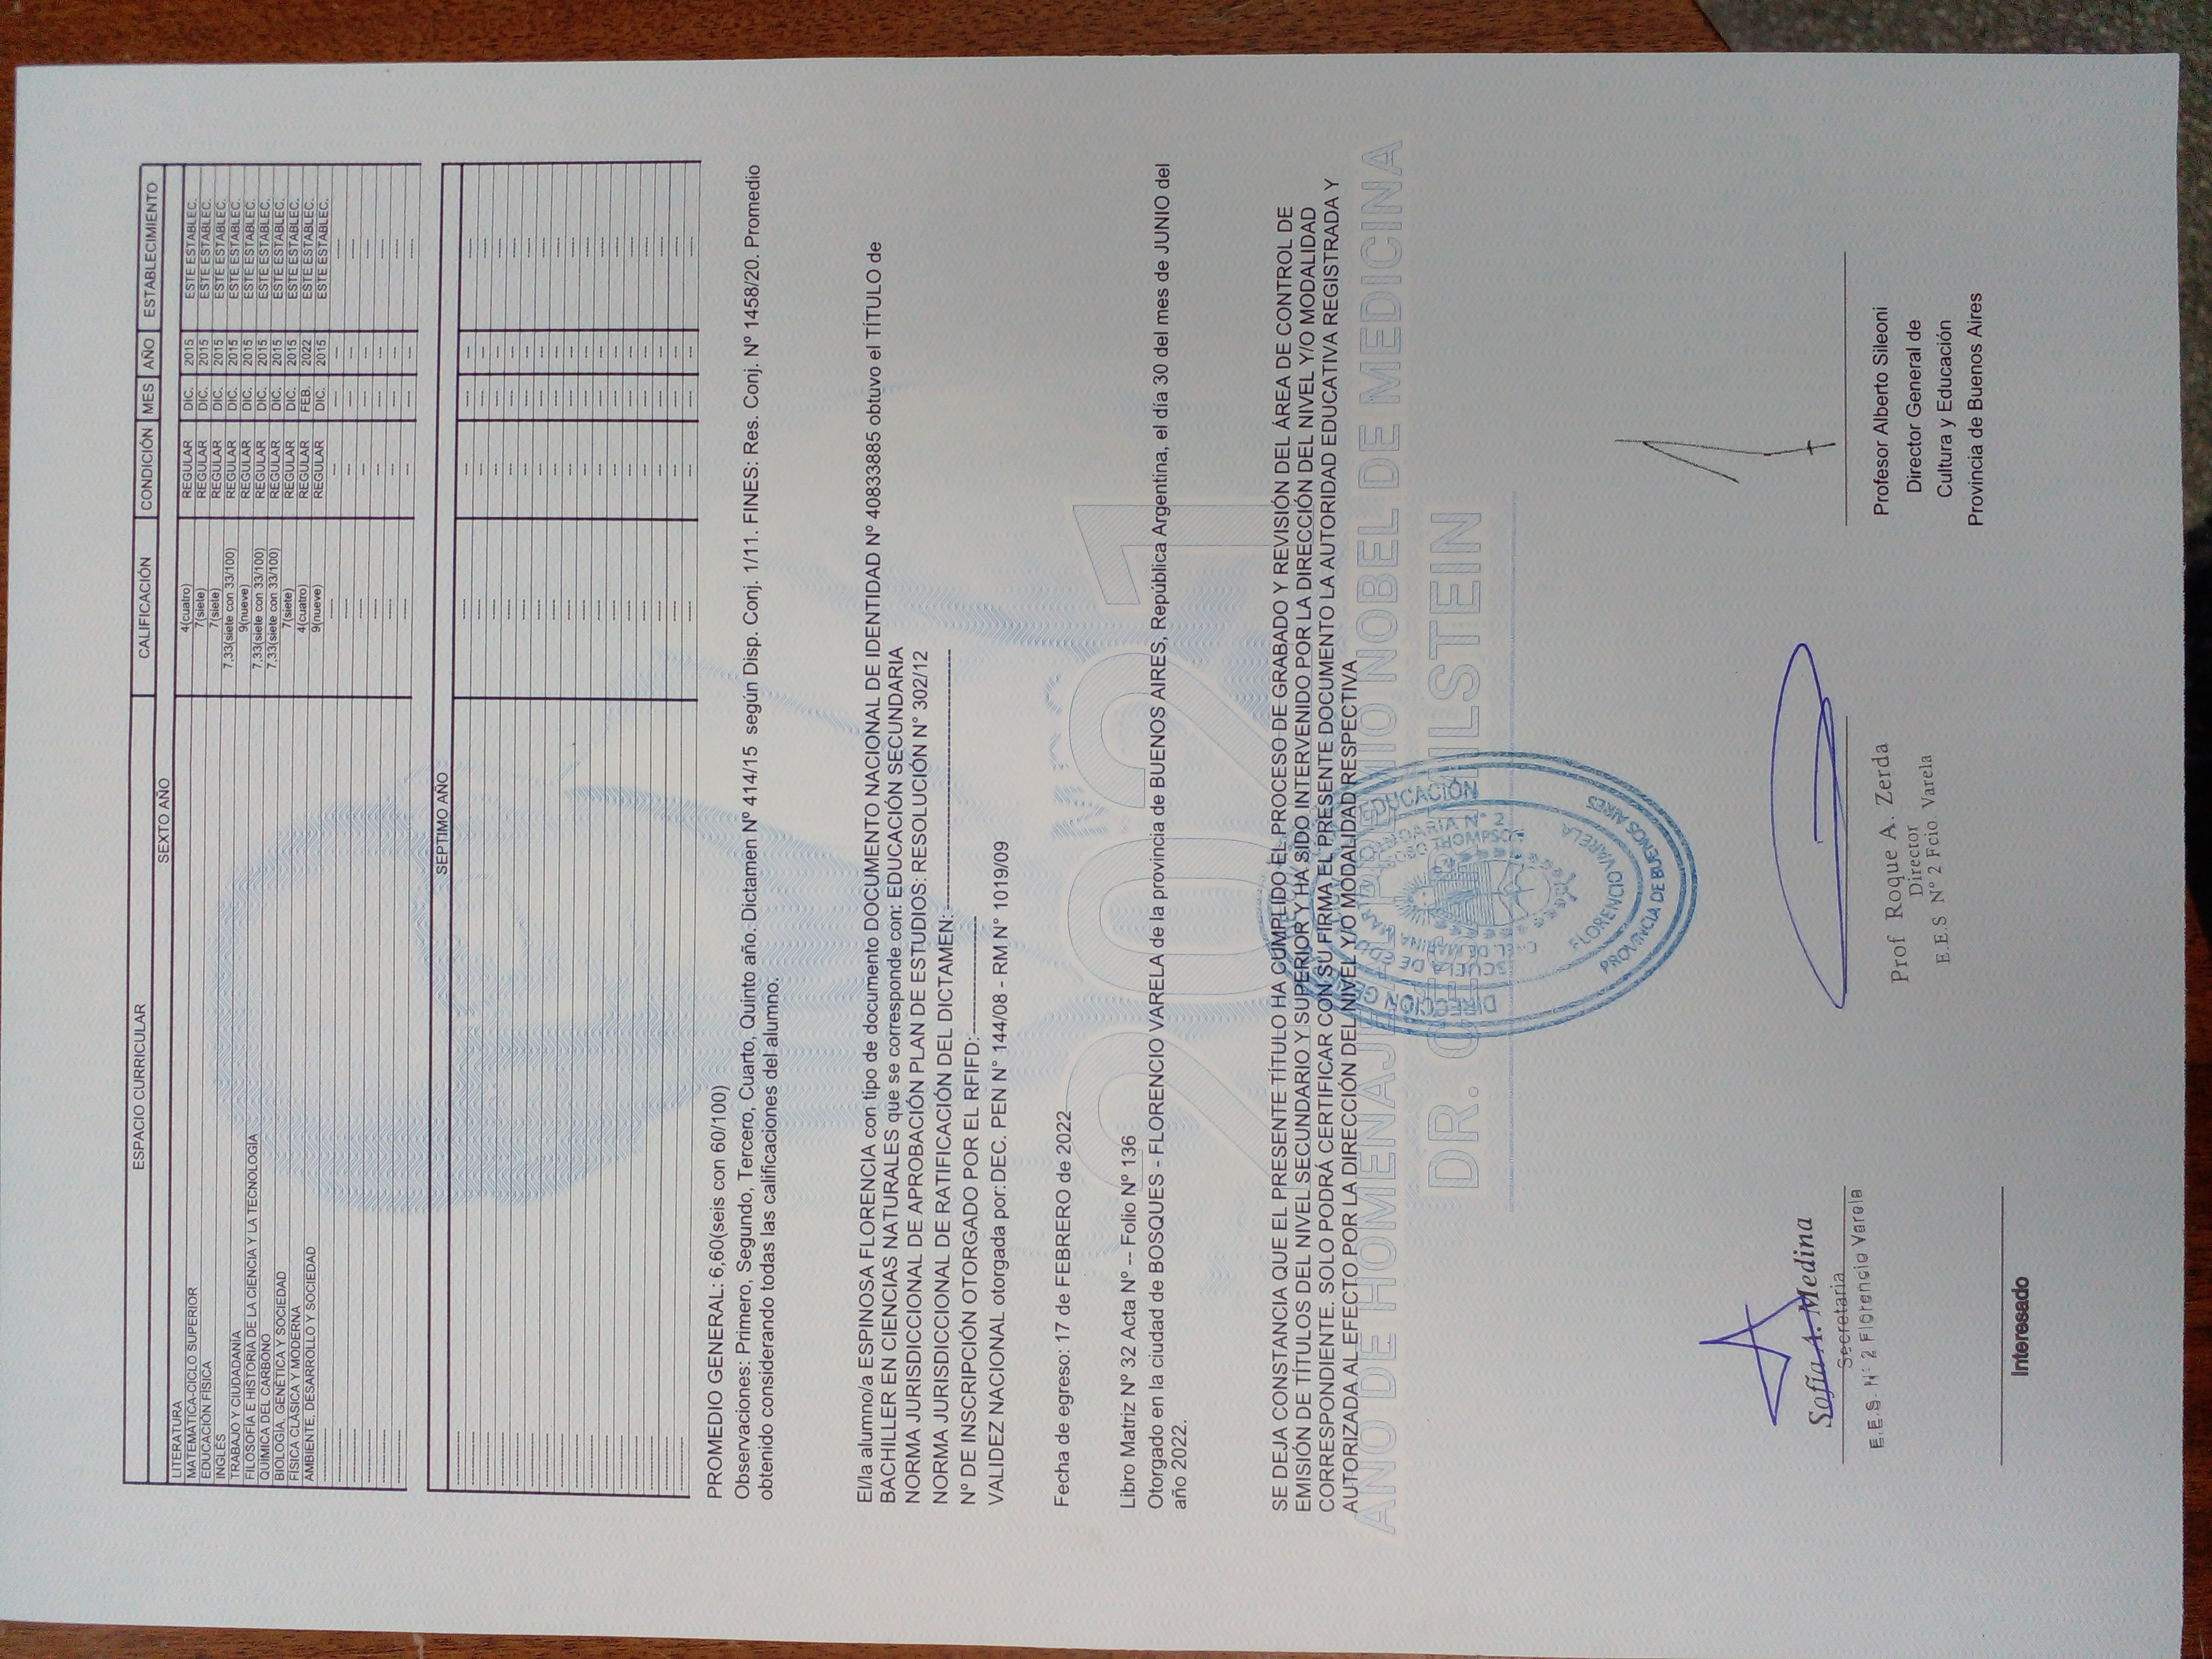 ESPACIO CURRICULAR CALIFICACIÓN CONDICIÓN MES AÑO ESTABLECIMIENTO
SEXTO AÑO
LITERATURA 4(cuatro) REGULAR DIC. 2015 ESTE ESTABLEC.
MATEMÁTICA-CICLO SUPERIOR 7(siete) REGULAR DIC. 2015 ESTE ESTABLEC.
EDUCACIÓN FÍSICA 7(siete) REGULAR DIC. 2015 ESTE ESTABLEC.
INGLÉS 7,33(siete con 33/100) REGULAR DIC. 2015 ESTE ESTABLEC.
TRABAJO Y CIUDADANÍA 9(nueve) REGULAR DIC. 2015 ESTE ESTABLEC.
FILOSOFÍA E HISTORIA DE LA CIENCIA Y LA TECNOLOGÍA 7,33(siete con 33/100) REGULAR DIC. 2015 ESTE ESTABLEC.
QUÍMICA DEL CARBONO 7,33(siete con 33/100) REGULAR DIC. 2015 ESTE ESTABLEC.
BIOLOGÍA, GENÉTICA Y SOCIEDAD 7(siete) REGULAR DIC. 2015 ESTE ESTABLEC.
FÍSICA CLÁSICA Y MODERNA 4(cuatro) REGULAR FEB. 2022 ESTE ESTABLEC.
AMBIENTE, DESARROLLO Y SOCIEDAD 9(nueve) REGULAR DIC. 2015 ESTE ESTABLEC.
SEPTIMO AÑO
PROMEDIO GENERAL: 6,60(seis con 60/100)
Observaciones: Primero, Segundo, Tercero, Cuarto, Quinto año. Dictamen Nº 414/15 según Disp. Conj. 1/11. FINES: Res. Conj. Nº 1458/20. Promedio
obtenido considerando todas las calificaciones del alumno.
El/la alumno/a ESPINOSA FLORENCIA con tipo de documento DOCUMENTO NACIONAL DE IDENTIDAD Nº 40833885 obtuvo el TÍTULO de
BACHILLER EN CIENCIAS NATURALES que se corresponde con: EDUCACIÓN SECUNDARIA
NORMA JURISDICCIONAL DE APROBACIÓN PLAN DE ESTUDIOS: RESOLUCIÓN N° 302/12
NORMA JURISDICCIONAL DE RATIFICACIÓN DEL DICTAMEN: ----------------------------------------
Nº DE INSCRIPCIÓN OTORGADO POR EL RFIFD:------------------
VALIDEZ NACIONAL otorgada por:DEC. PEN N° 144/08 - RM N° 1019/09
Fecha de egreso: 17 de FEBRERO de 2022
2021
Libro Matriz Nº 32 Acta Nº -- Folio Nº 136
Otorgado en la ciudad de BOSQUES - FLORENCIO VARELA de la provincia de BUENOS AIRES, República Argentina, el día 30 del mes de JUNIO del
año 2022.
SE DEJA CONSTANCIA QUE EL PRESENTE TÍTULO HA CUMPLIDO EL PROCESO DE GRABADO Y REVISIÓN DEL ÁREA DE CONTROL DE
EMISIÓN DE TÍTULOS DEL NIVEL SECUNDARIO Y SUPERIOR Y HA SIDO INTERVENIDO POR LA DIRECCIÓN DEL NIVEL Y/O MODALIDAD
CORRESPONDIENTE. SOLO PODRÁ CERTIFICAR CON SU FIRMA EL PRESENTE DOCUMENTO LA AUTORIDAD EDUCATIVA REGISTRADA Y
AUTORIZADA AL EFECTO POR LA DIRECCIÓN DEL NIVEL Y/O MODALIDAD RESPECTIVA
AÑO DE HOMENAJE AL PREMIO NOBEL DE MEDICINA
DR. CÉSAR MILSTEIN
DIRECCIÓN GENERAL DE EDUCACIÓN
ESCUELA DE EDUCACIÓN SECUNDARIA Nº 2
FLORENCIO VARELA
PROVINCIA DE BUENOS AIRES
Sofía A. Medina
Secretaria
E.E.S. Nº 2 Florencio Varela
Prof Roque A. Zerda
Director
E.E.S Nº 2 Fcio. Varela
Profesor Alberto Sileoni
Director General de
Cultura y Educación
Provincia de Buenos Aires
Interesado